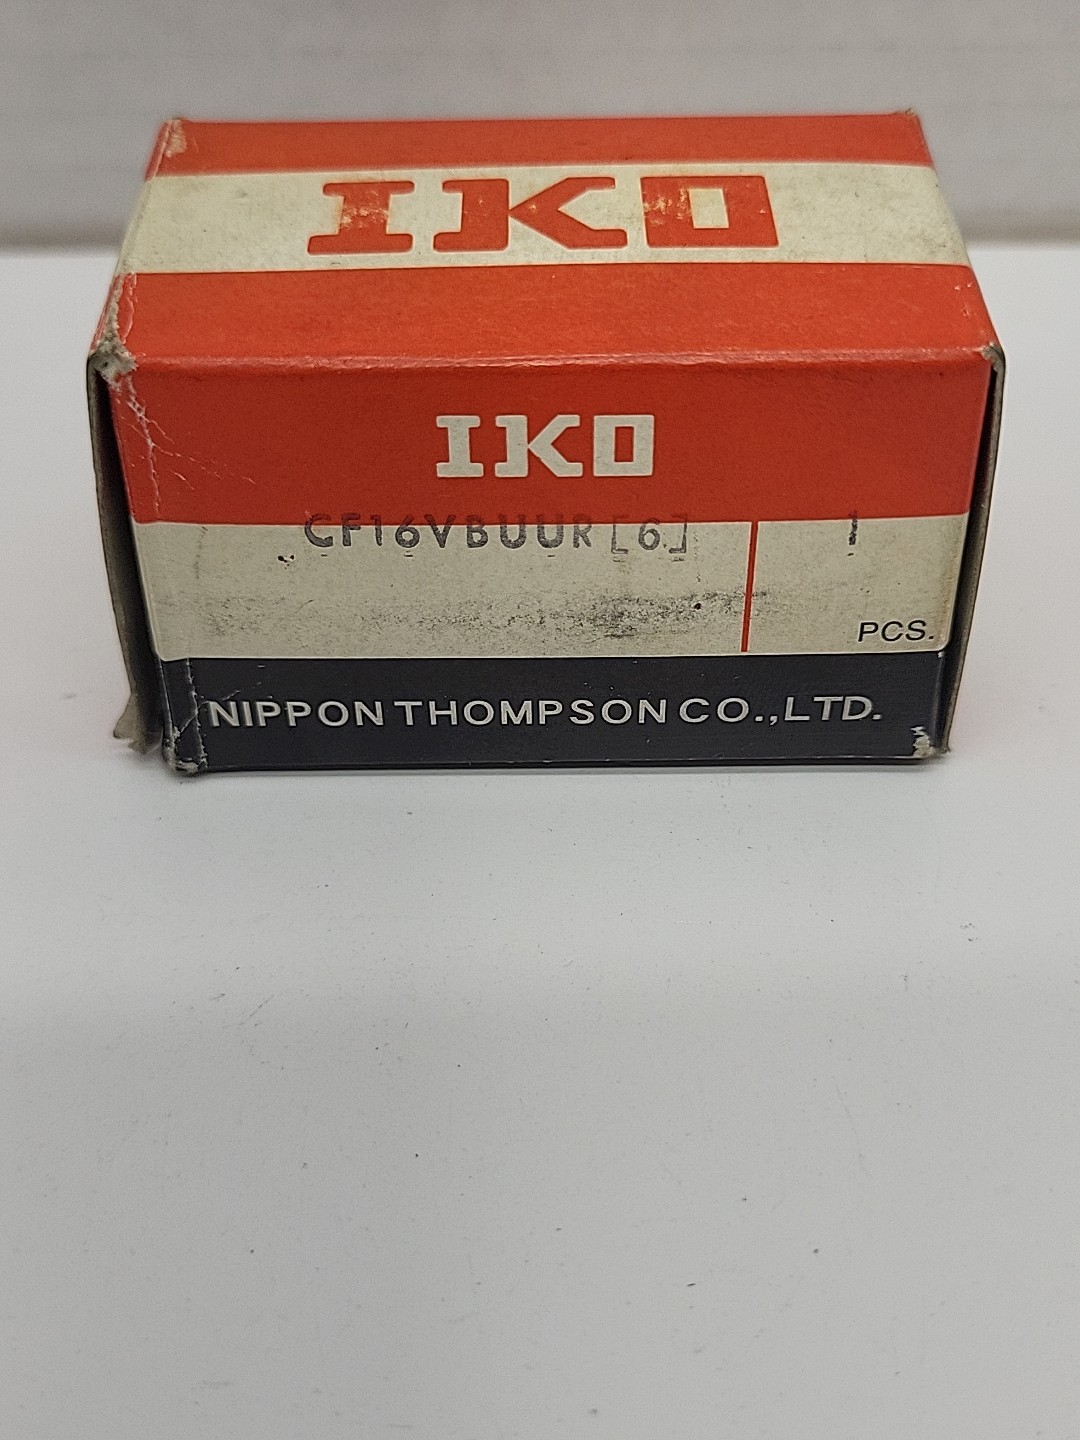 IKO
IKO
CF16VBUUR [6] 1
PCS.
NIPPON THOMPSON CO.,LTD.